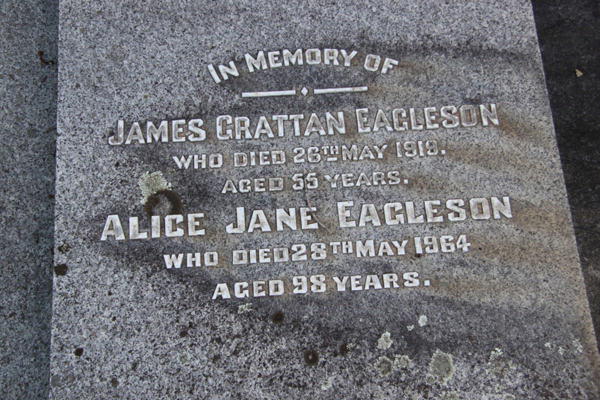 IN MEMORY OF
JAMES GRATTAN EAGLESON
WHO DIED 26TH MAY 1919.
AGED 55 YEARS.
ALICE JANE EAGLESON
WHO DIED 28TH MAY 1964
AGED 98 YEARS.